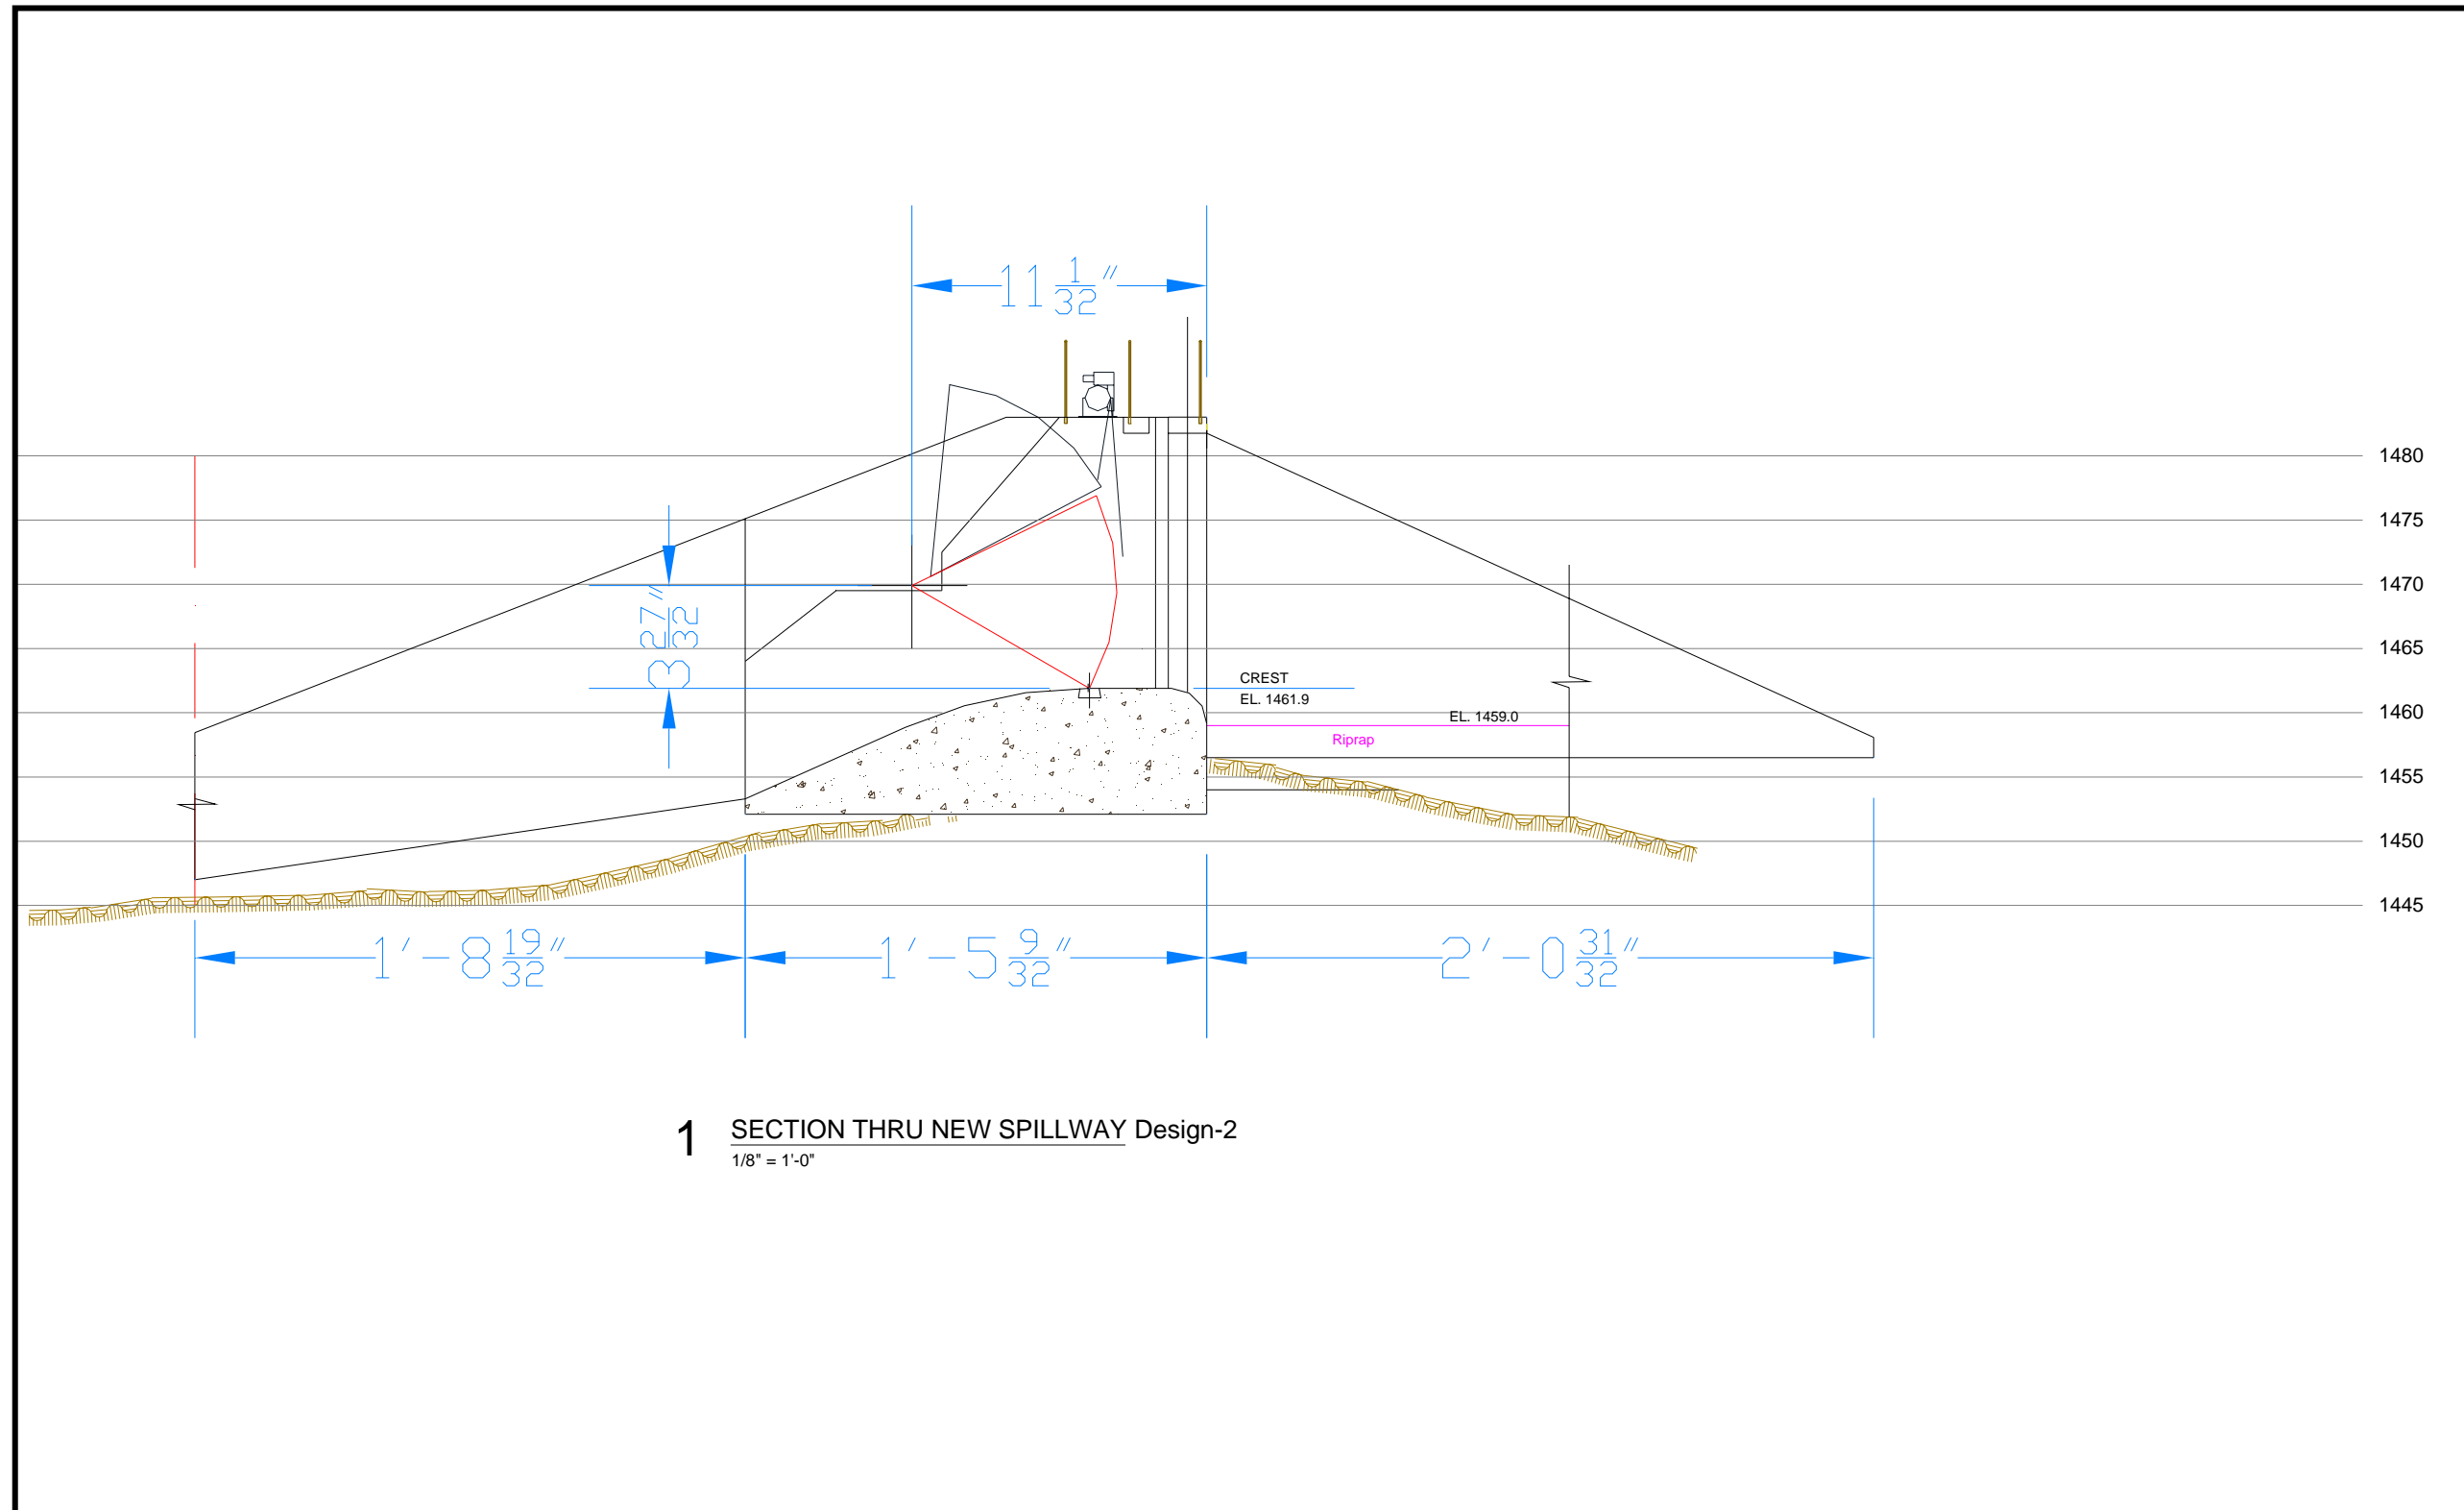 11 1/32"
1480
1475
1470
3 27/32"
1465
CREST
EL. 1461.9
EL. 1459.0
1460
Riprap
1455
1450
1445
1'-8 19/32"
1'-5 9/32"
2'-0 31/32"
1 SECTION THRU NEW SPILLWAY Design-2
1/8" = 1'-0"